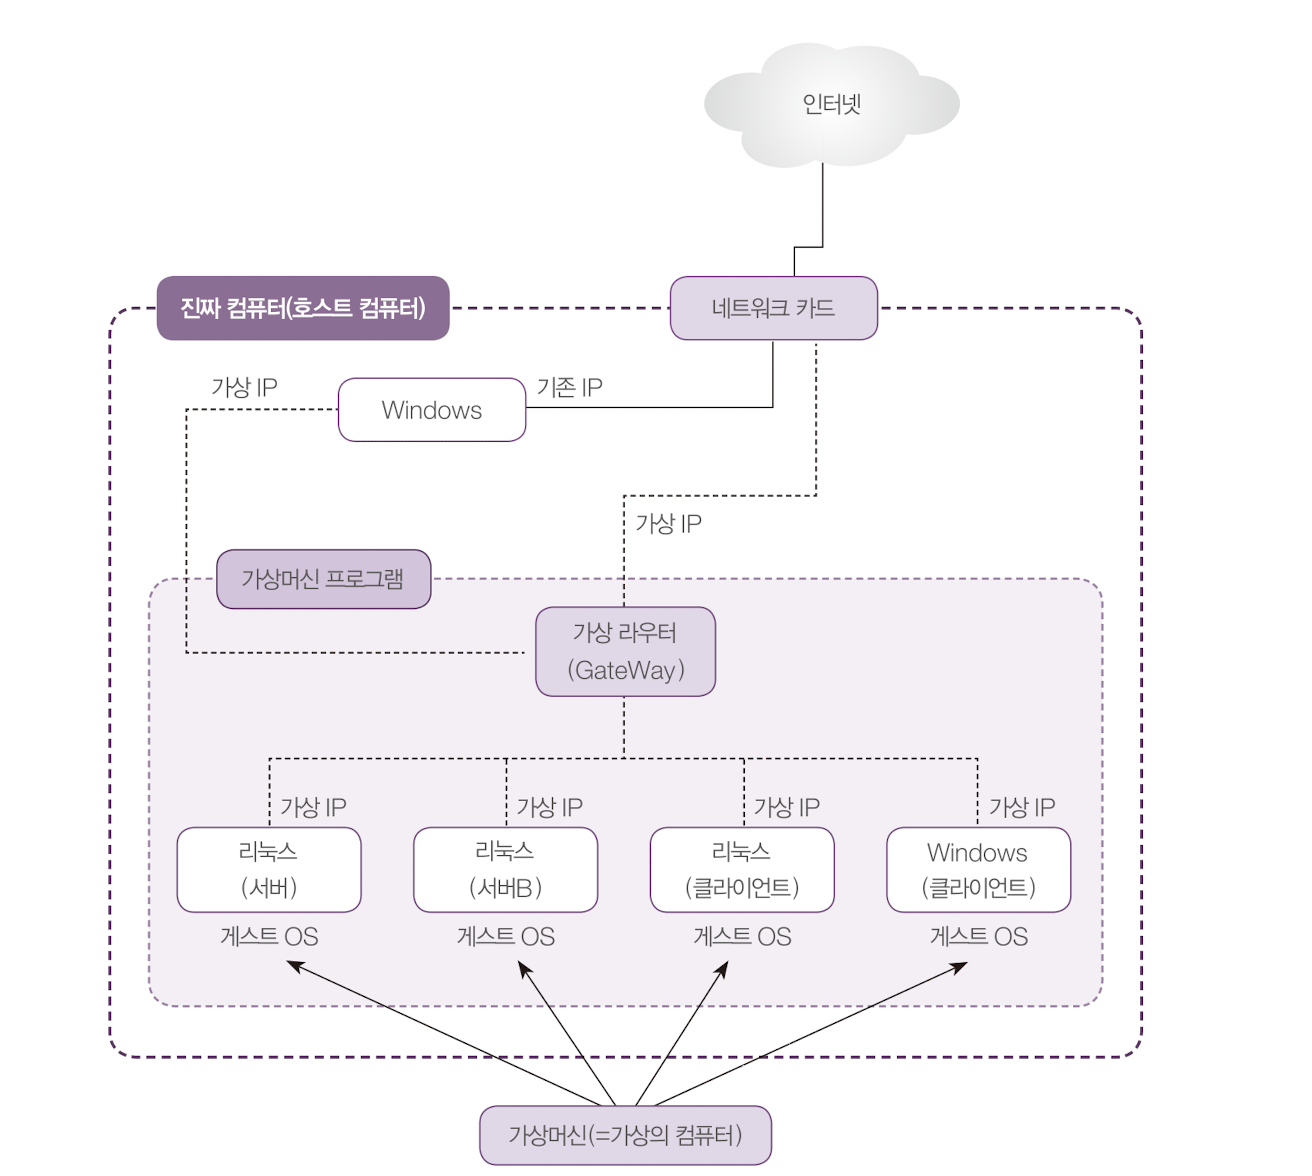 인터넷
진짜 컴퓨터(호스트 컴퓨터)
네트워크 카드
가상 IP
Windows
기존 IP
가상 IP
가상머신 프로그램
가상 라우터
(GateWay)
가상 IP
가상 IP
가상 IP
가상 IP
리눅스
(서버)
리눅스
(서버B)
리눅스
(클라이언트)
Windows
(클라이언트)
게스트 OS
게스트 OS
게스트 OS
게스트 OS
가상머신(=가상의 컴퓨터)